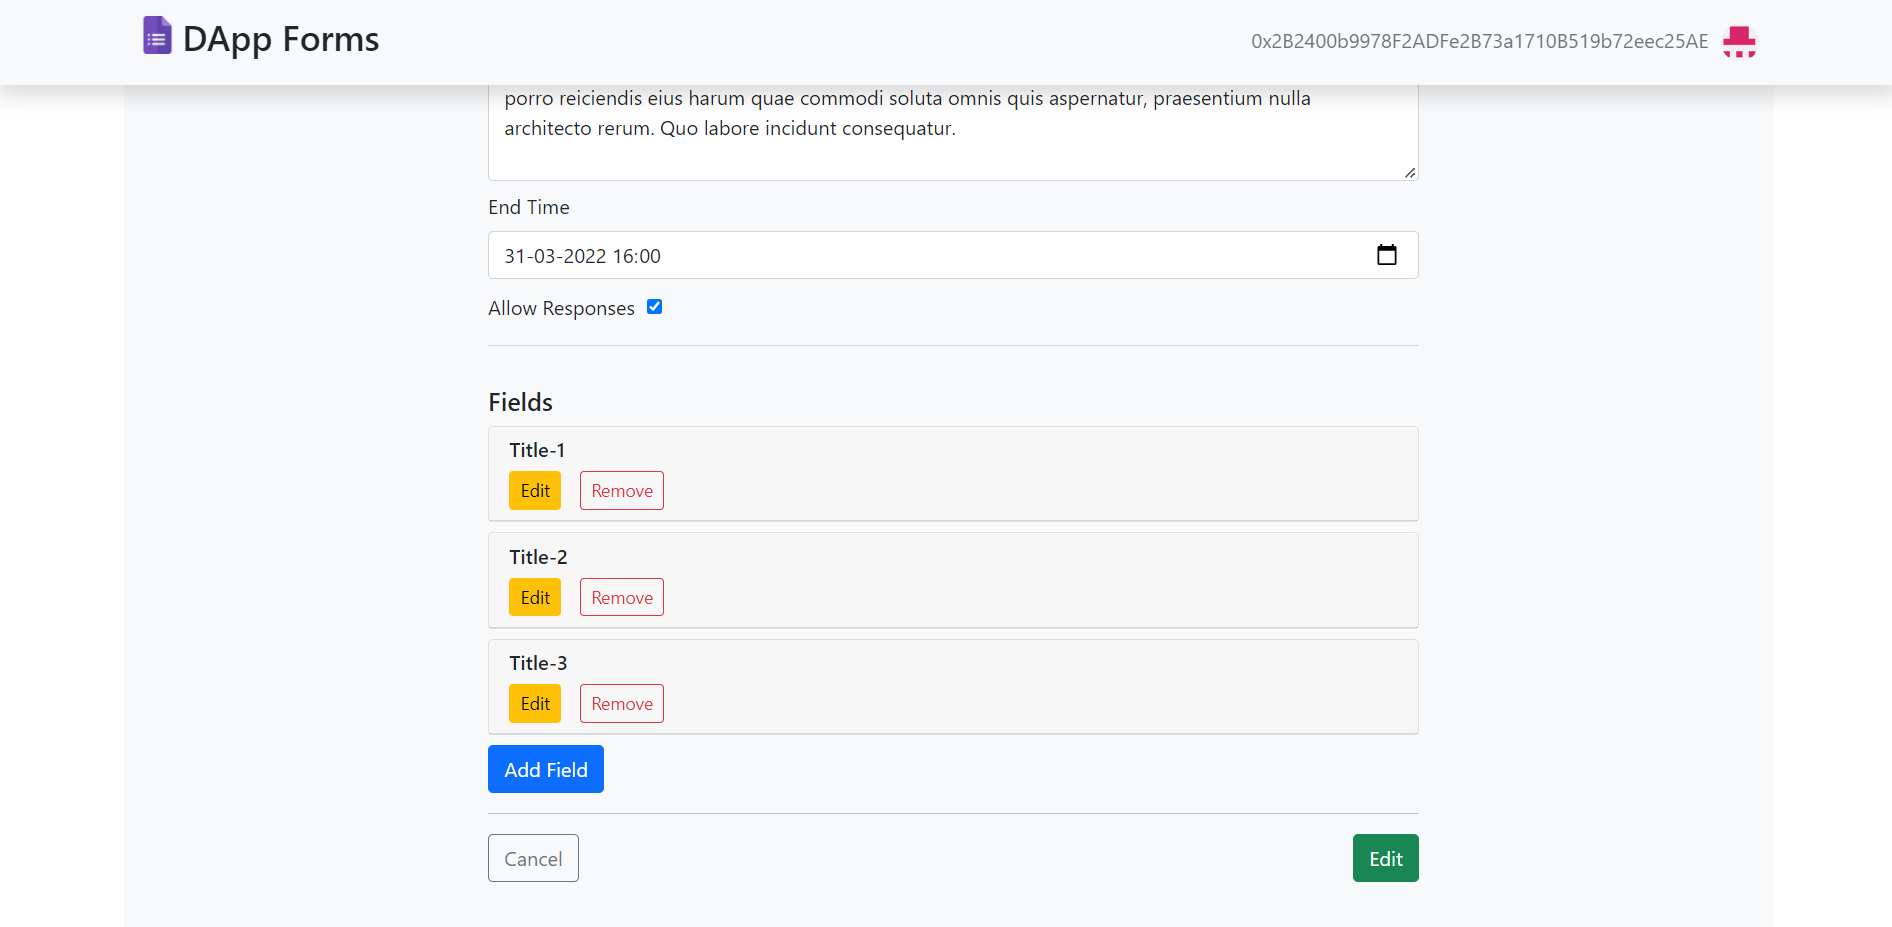 DApp Forms
0x2B2400b9978F2ADFe2B73a1710B519b72eec25AE
porro reiciendis eius harum quae commodi soluta omnis quis aspernatur, praesentium nulla
architecto rerum. Quo labore incidunt consequatur.
End Time
31-03-2022 16:00
Allow Responses
Fields
Title-1
Edit Remove
Title-2
Edit Remove
Title-3
Edit Remove
Add Field
Cancel Edit